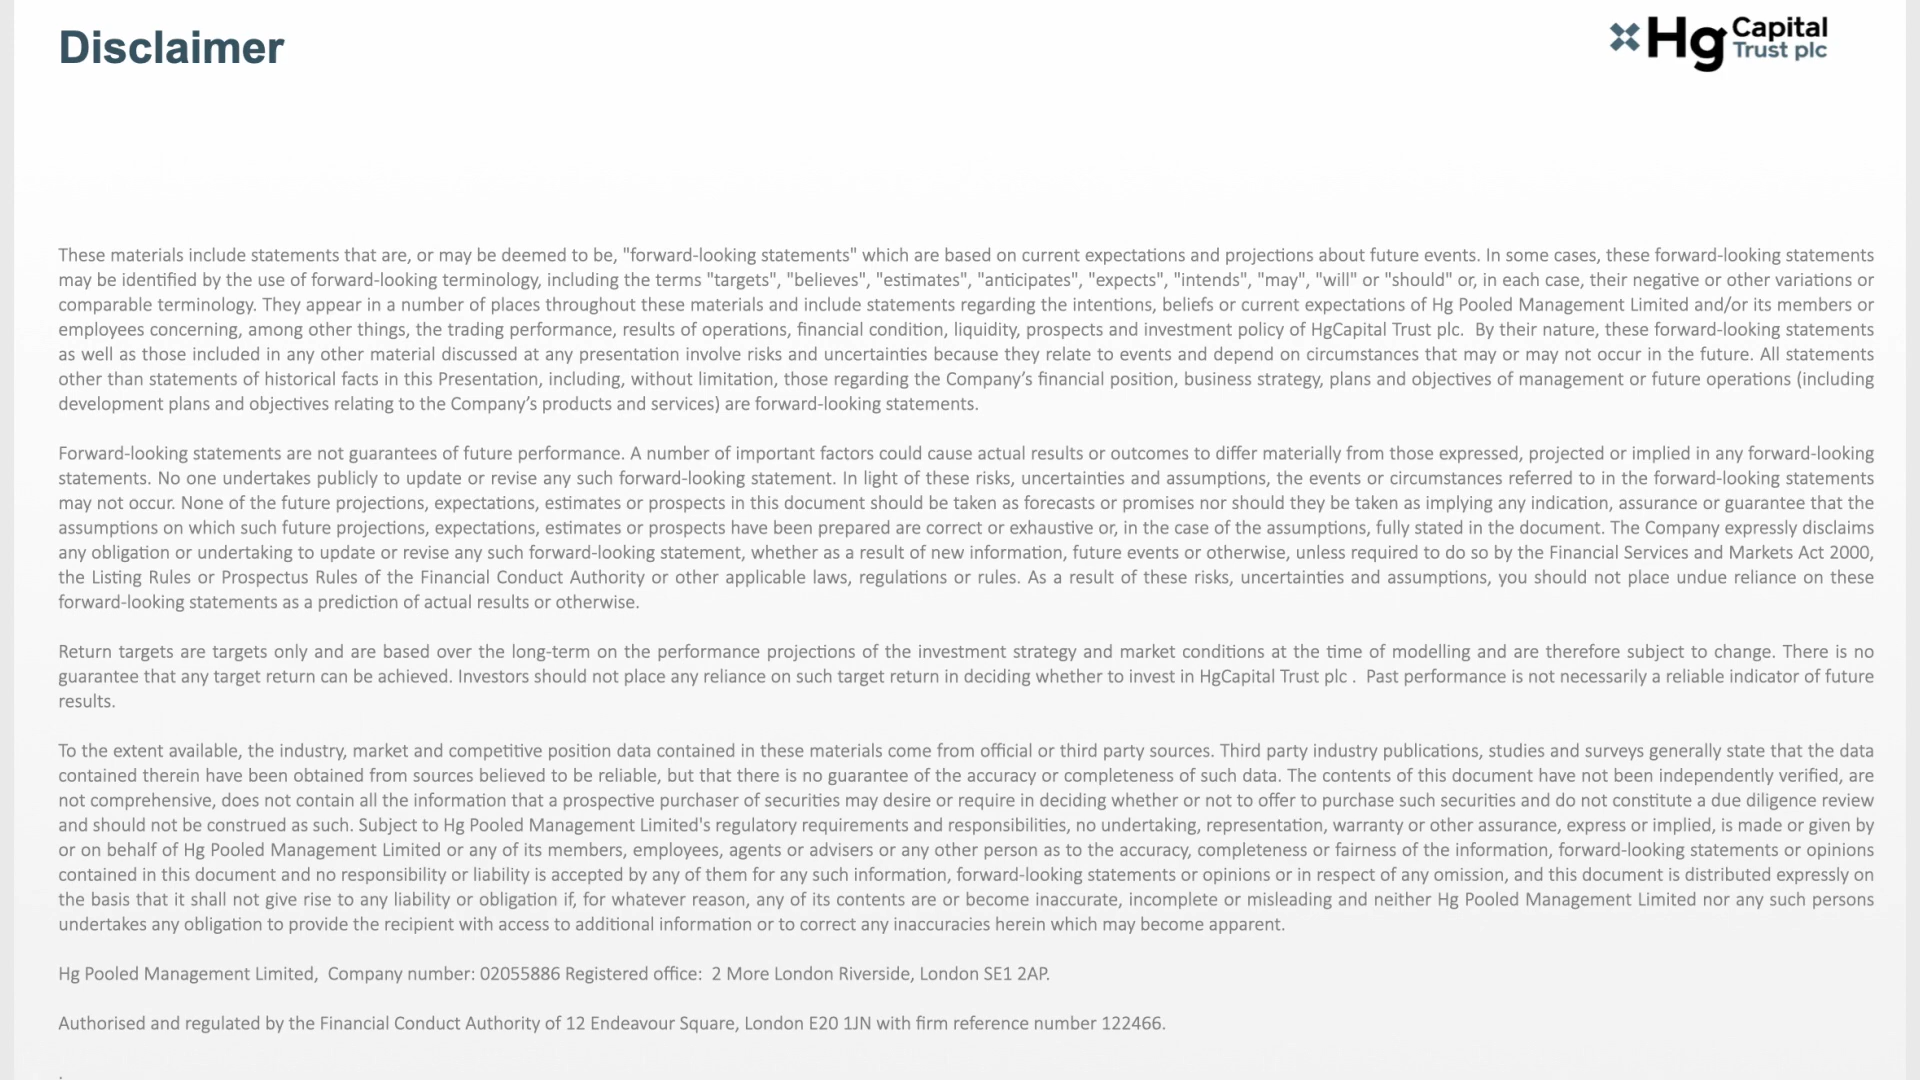 Disclaimer
Hg Capital
Trust plc
These materials include statements that are, or may be deemed to be, "forward-looking statements" which are based on current expectations and projections about future events. In some cases, these forward-looking statements
may be identified by the use of forward-looking terminology, including the terms "targets", "believes", "estimates", "anticipates", "expects", "intends", "may", "will" or "should" or, in each case, their negative or other variations or
comparable terminology. They appear in a number of places throughout these materials and include statements regarding the intentions, beliefs or current expectations of Hg Pooled Management Limited and/or its members or
employees concerning, among other things, the trading performance, results of operations, financial condition, liquidity, prospects and investment policy of HgCapital Trust plc.  By their nature, these forward-looking statements
as well as those included in any other material discussed at any presentation involve risks and uncertainties because they relate to events and depend on circumstances that may or may not occur in the future. All statements
other than statements of historical facts in this Presentation, including, without limitation, those regarding the Company’s financial position, business strategy, plans and objectives of management or future operations (including
development plans and objectives relating to the Company’s products and services) are forward-looking statements.
Forward-looking statements are not guarantees of future performance. A number of important factors could cause actual results or outcomes to differ materially from those expressed, projected or implied in any forward-looking
statements. No one undertakes publicly to update or revise any such forward-looking statement. In light of these risks, uncertainties and assumptions, the events or circumstances referred to in the forward-looking statements
may not occur. None of the future projections, expectations, estimates or prospects in this document should be taken as forecasts or promises nor should they be taken as implying any indication, assurance or guarantee that the
assumptions on which such future projections, expectations, estimates or prospects have been prepared are correct or exhaustive or, in the case of the assumptions, fully stated in the document. The Company expressly disclaims
any obligation or undertaking to update or revise any such forward-looking statement, whether as a result of new information, future events or otherwise, unless required to do so by the Financial Services and Markets Act 2000,
the Listing Rules or Prospectus Rules of the Financial Conduct Authority or other applicable laws, regulations or rules. As a result of these risks, uncertainties and assumptions, you should not place undue reliance on these
forward-looking statements as a prediction of actual results or otherwise.
Return targets are targets only and are based over the long-term on the performance projections of the investment strategy and market conditions at the time of modelling and are therefore subject to change. There is no
guarantee that any target return can be achieved. Investors should not place any reliance on such target return in deciding whether to invest in HgCapital Trust plc .  Past performance is not necessarily a reliable indicator of future
results.
To the extent available, the industry, market and competitive position data contained in these materials come from official or third party sources. Third party industry publications, studies and surveys generally state that the data
contained therein have been obtained from sources believed to be reliable, but that there is no guarantee of the accuracy or completeness of such data. The contents of this document have not been independently verified, are
not comprehensive, does not contain all the information that a prospective purchaser of securities may desire or require in deciding whether or not to offer to purchase such securities and do not constitute a due diligence review
and should not be construed as such. Subject to Hg Pooled Management Limited's regulatory requirements and responsibilities, no undertaking, representation, warranty or other assurance, express or implied, is made or given by
or on behalf of Hg Pooled Management Limited or any of its members, employees, agents or advisers or any other person as to the accuracy, completeness or fairness of the information, forward-looking statements or opinions
contained in this document and no responsibility or liability is accepted by any of them for any such information, forward-looking statements or opinions or in respect of any omission, and this document is distributed expressly on
the basis that it shall not give rise to any liability or obligation if, for whatever reason, any of its contents are or become inaccurate, incomplete or misleading and neither Hg Pooled Management Limited nor any such persons
undertakes any obligation to provide the recipient with access to additional information or to correct any inaccuracies herein which may become apparent.
Hg Pooled Management Limited,  Company number: 02055886 Registered office:  2 More London Riverside, London SE1 2AP.
Authorised and regulated by the Financial Conduct Authority of 12 Endeavour Square, London E20 1JN with firm reference number 122466.
.